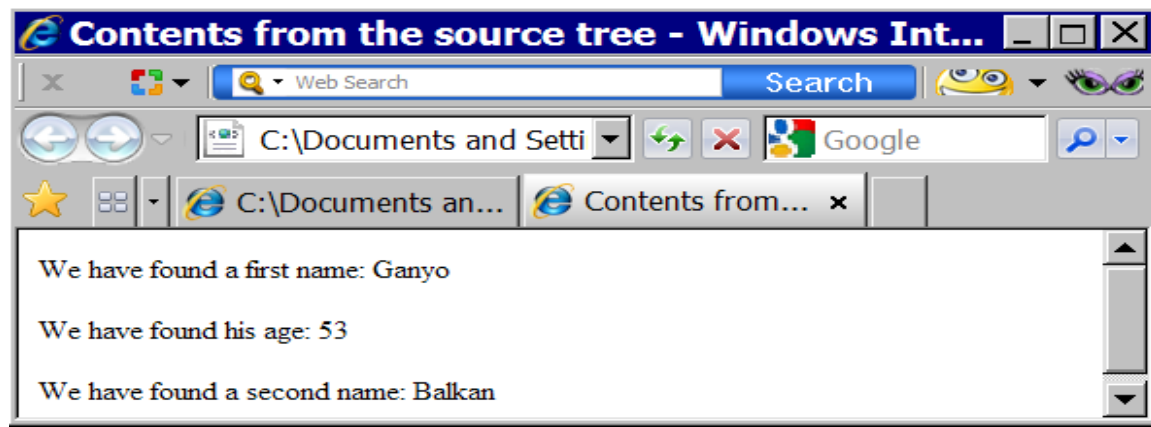 Contents from the source tree - Windows Int...
Web Search Search
C:\Documents and Setti Google
C:\Documents an... Contents from...
We have found a first name: Ganyo
We have found his age: 53
We have found a second name: Balkan